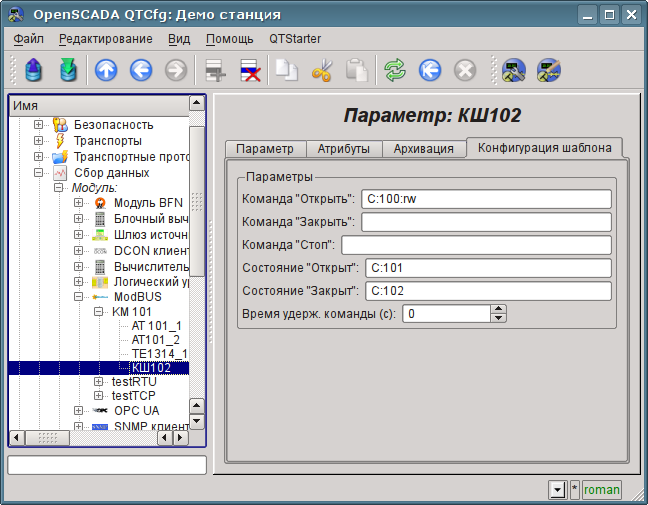 OpenSCADA QTCfg: Демо станция
Файл Редактирование Вид Помощь QTStarter
Имя
Безопасность
Транспорты
Транспортные прото
Сбор данных
Модуль:
Модуль BFN
Блочный выч
Шлюз источн
DCON клиент
Вычислитель
Логический ур
ModBUS
КМ 101
AT 101_1
AT101_2
TE1314_1
КШ102
testRTU
testTCP
OPC UA
SNMP клиент
Параметр: КШ102
Параметр Атрибуты Архивация Конфигурация шаблона
Параметры
Команда "Открыть": C:100:rw
Команда "Закрыть":
Команда "Стоп":
Состояние "Открыт": C:101
Состояние "Закрыт": C:102
Время удерж. команды (с): 0
* roman